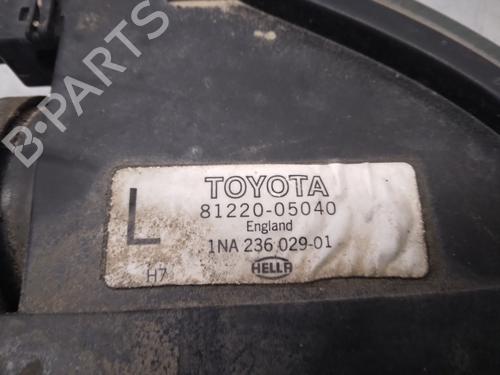 B-PARTS
L
TOYOTA
81220-05040
England
1NA 236 029-01
H7
HELLA